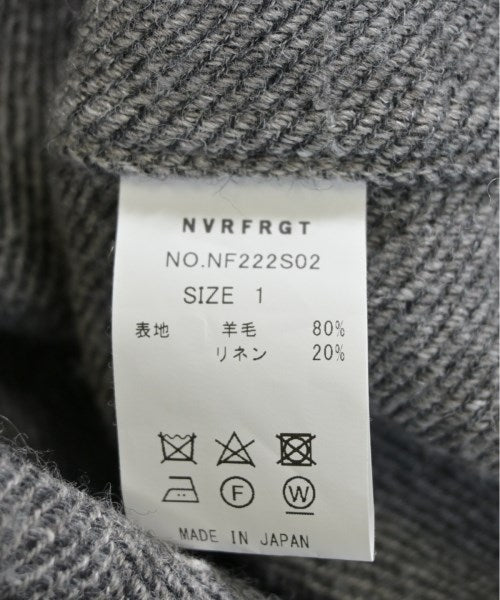 NVRFRGT
NO.NF222S02
SIZE 1
表地 羊毛 80%
リネン 20%
F W
MADE IN JAPAN